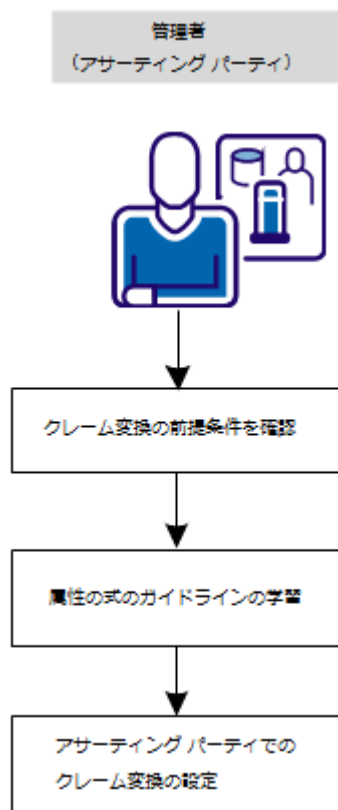 管理者
（アサーティング パーティ）
クレーム変換の前提条件を確認
属性の式のガイドラインの学習
アサーティング パーティでの
クレーム変換の設定